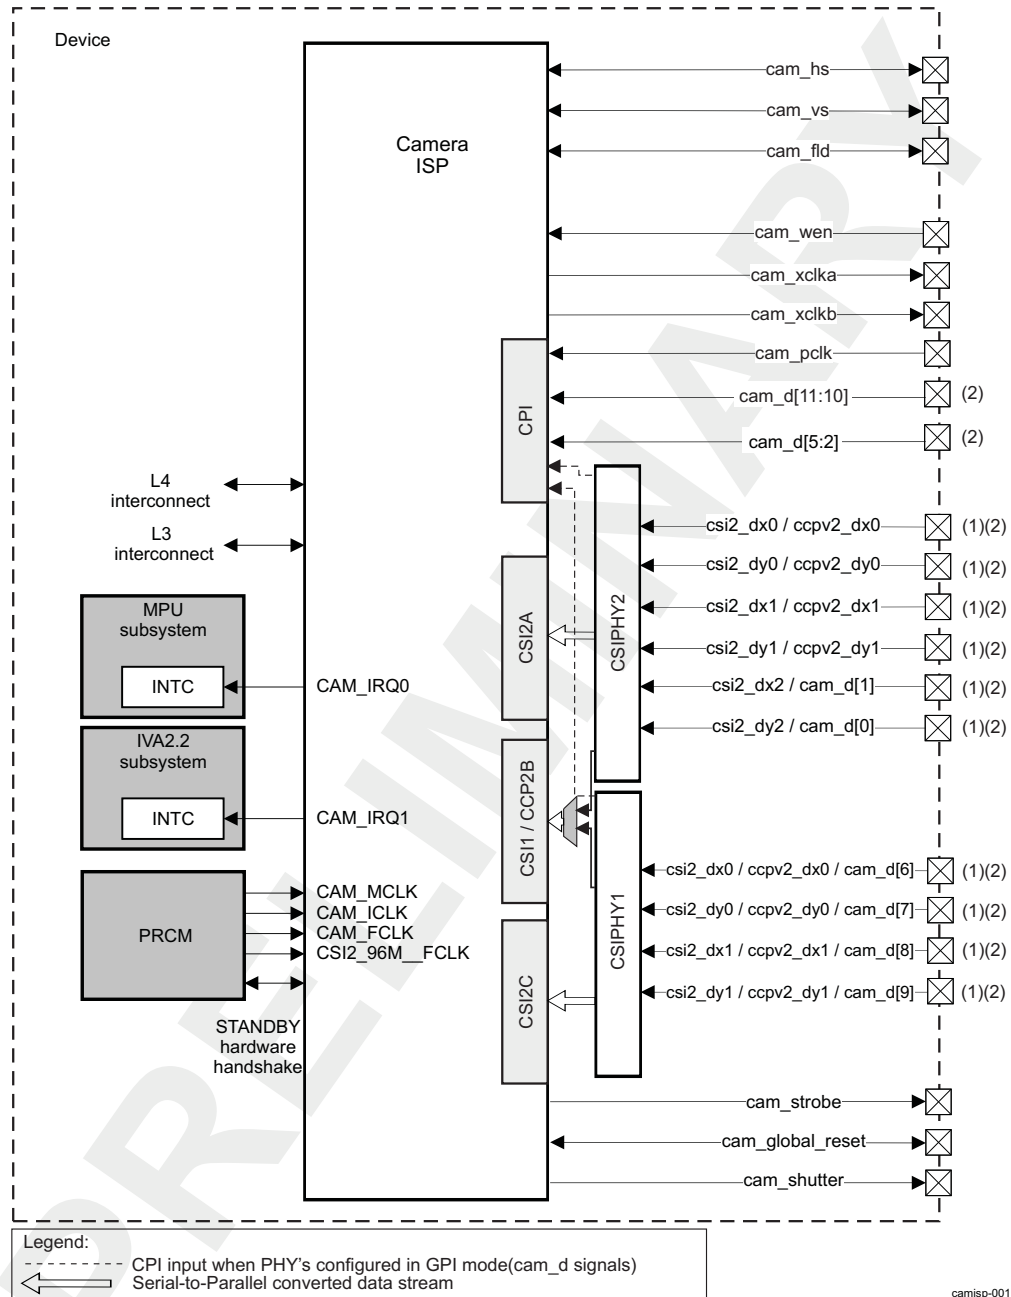 Device
Camera
ISP
cam_hs
cam_vs
cam_fld
cam_wen
cam_xclka
cam_xclkb
cam_pclk
cam_d[11:10] (2)
cam_d[5:2] (2)
CPI
L4
interconnect
L3
interconnect
csi2_dx0 / ccpv2_dx0 (1)(2)
csi2_dy0 / ccpv2_dy0 (1)(2)
csi2_dx1 / ccpv2_dx1 (1)(2)
csi2_dy1 / ccpv2_dy1 (1)(2)
csi2_dx2 / cam_d[1] (1)(2)
csi2_dy2 / cam_d[0] (1)(2)
CSIPHY2
CSI2A
MPU
subsystem
INTC
CAM_IRQ0
IVA2.2
subsystem
INTC
CAM_IRQ1
CSI1 / CCP2B
CSIPHY1
csi2_dx0 / ccpv2_dx0 / cam_d[6] (1)(2)
csi2_dy0 / ccpv2_dy0 / cam_d[7] (1)(2)
csi2_dx1 / ccpv2_dx1 / cam_d[8] (1)(2)
csi2_dy1 / ccpv2_dy1 / cam_d[9] (1)(2)
PRCM
CAM_MCLK
CAM_ICLK
CAM_FCLK
CSI2_96M__FCLK
CSI2C
STANDBY
hardware
handshake
cam_strobe
cam_global_reset
cam_shutter
Legend:
CPI input when PHY's configured in GPI mode(cam_d signals)
Serial-to-Parallel converted data stream
camisp-001
PRELIMINARY